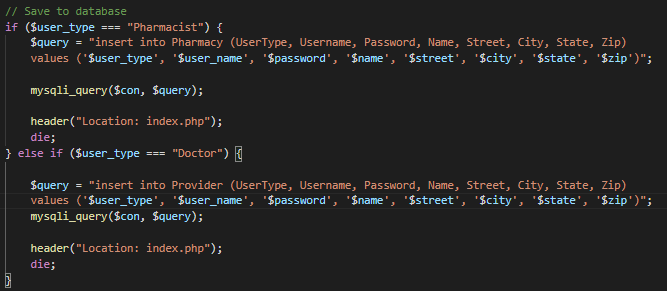 // Save to database
if ($user_type === "Pharmacist") {
$query = "insert into Pharmacy (UserType, Username, Password, Name, Street, City, State, Zip)
values ('$user_type', '$user_name', '$password', '$name', '$street', '$city', '$state', '$zip')";
mysqli_query($con, $query);
header("Location: index.php");
die;
} else if ($user_type === "Doctor") {
$query = "insert into Provider (UserType, Username, Password, Name, Street, City, State, Zip)
values ('$user_type', '$user_name', '$password', '$name', '$street', '$city', '$state', '$zip')";
mysqli_query($con, $query);
header("Location: index.php");
die;
}